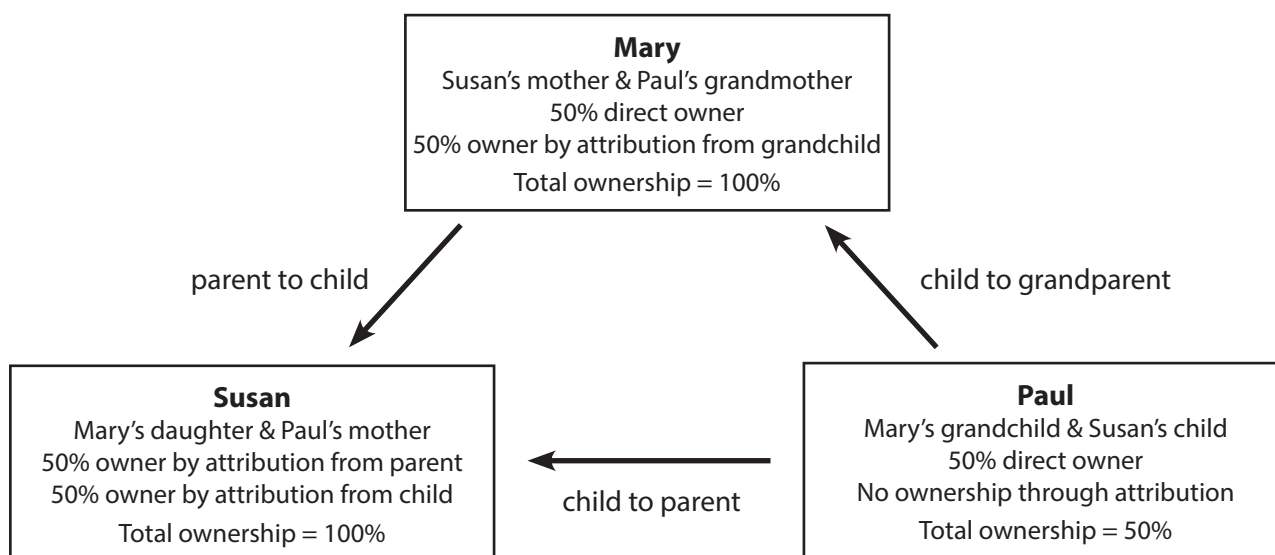 Mary
Susan’s mother & Paul’s grandmother
50% direct owner
50% owner by attribution from grandchild
Total ownership = 100%
parent to child
child to grandparent
Susan
Mary’s daughter & Paul’s mother
50% owner by attribution from parent
50% owner by attribution from child
Total ownership = 100%
child to parent
Paul
Mary’s grandchild & Susan’s child
50% direct owner
No ownership through attribution
Total ownership = 50%